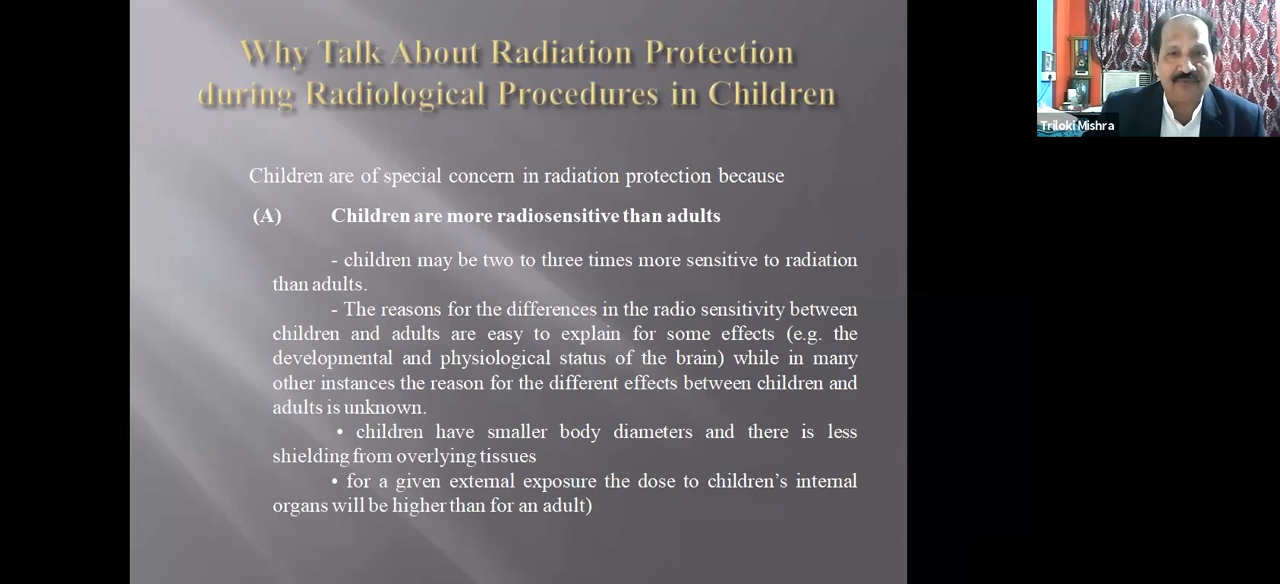 Why Talk About Radiation Protection
during Radiological Procedures in Children
Children are of special concern in radiation protection because
(A) Children are more radiosensitive than adults
- children may be two to three times more sensitive to radiation
than adults.
- The reasons for the differences in the radio sensitivity between
children and adults are easy to explain for some effects (e.g. the
developmental and physiological status of the brain) while in many
other instances the reason for the different effects between children and
adults is unknown.
• children have smaller body diameters and there is less
shielding from overlying tissues
• for a given external exposure the dose to children's internal
organs will be higher than for an adult)
Triloki Mishra